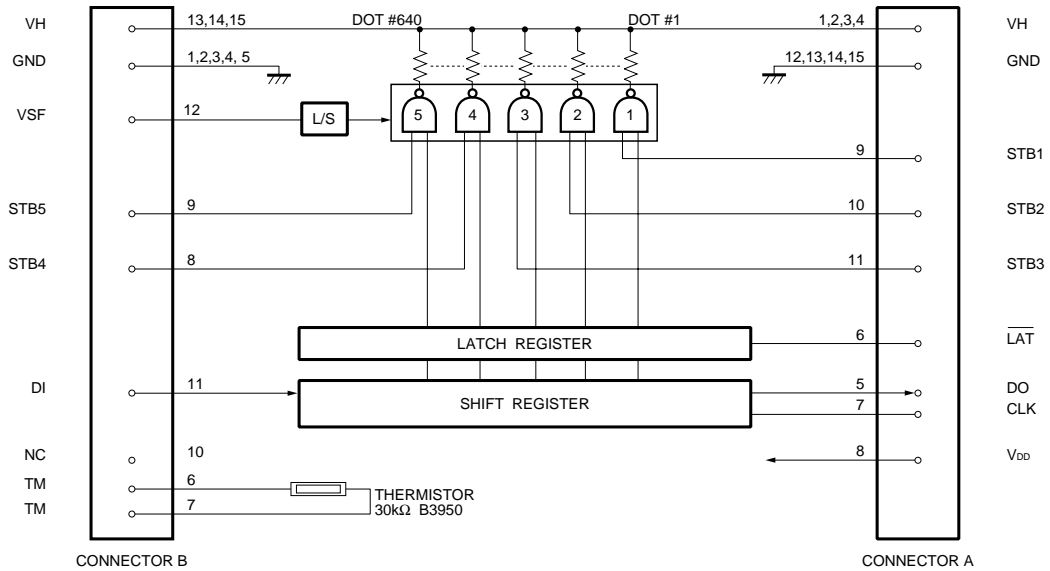 VH 13,14,15 DOT #640 DOT #1 1,2,3,4 VH
GND 1,2,3,4, 5 12,13,14,15 GND
VSF 12 L/S 5 4 3 2 1
9 STB1
STB5 9 10 STB2
STB4 8 11 STB3
LATCH REGISTER 6 LAT
DI 11 SHIFT REGISTER 5 DO
7 CLK
NC 10 8 VDD
TM 6 THERMISTOR
TM 7 30kΩ B3950
CONNECTOR B CONNECTOR A